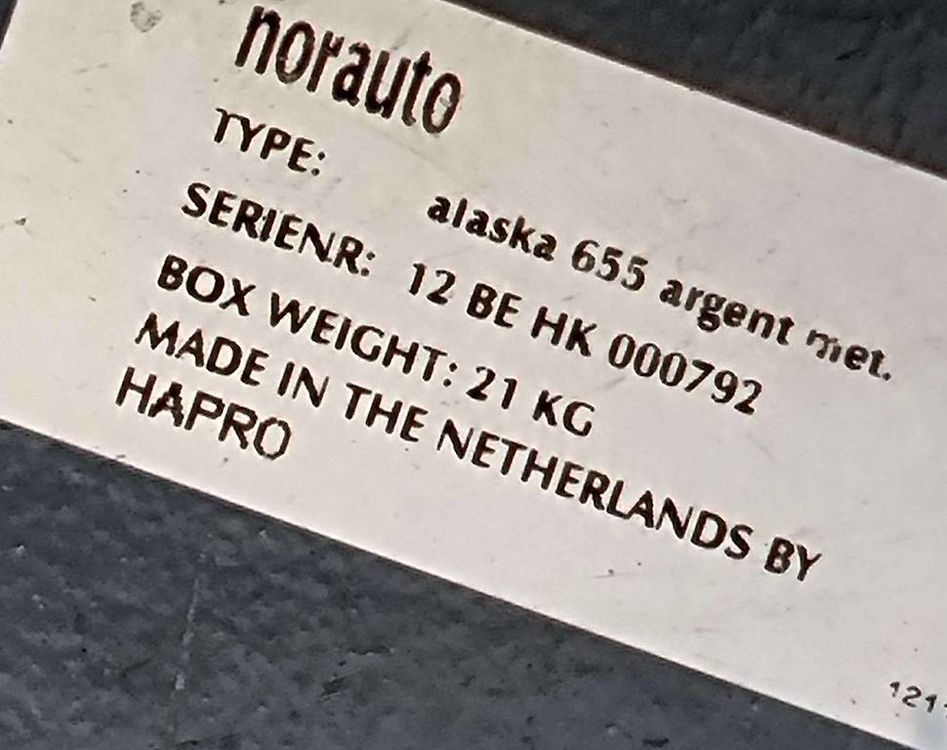 norauto
TYPE: alaska 655 argent met.
SERIENR: 12 BE HK 000792
BOX WEIGHT: 21 KG
MADE IN THE NETHERLANDS BY
HAPRO